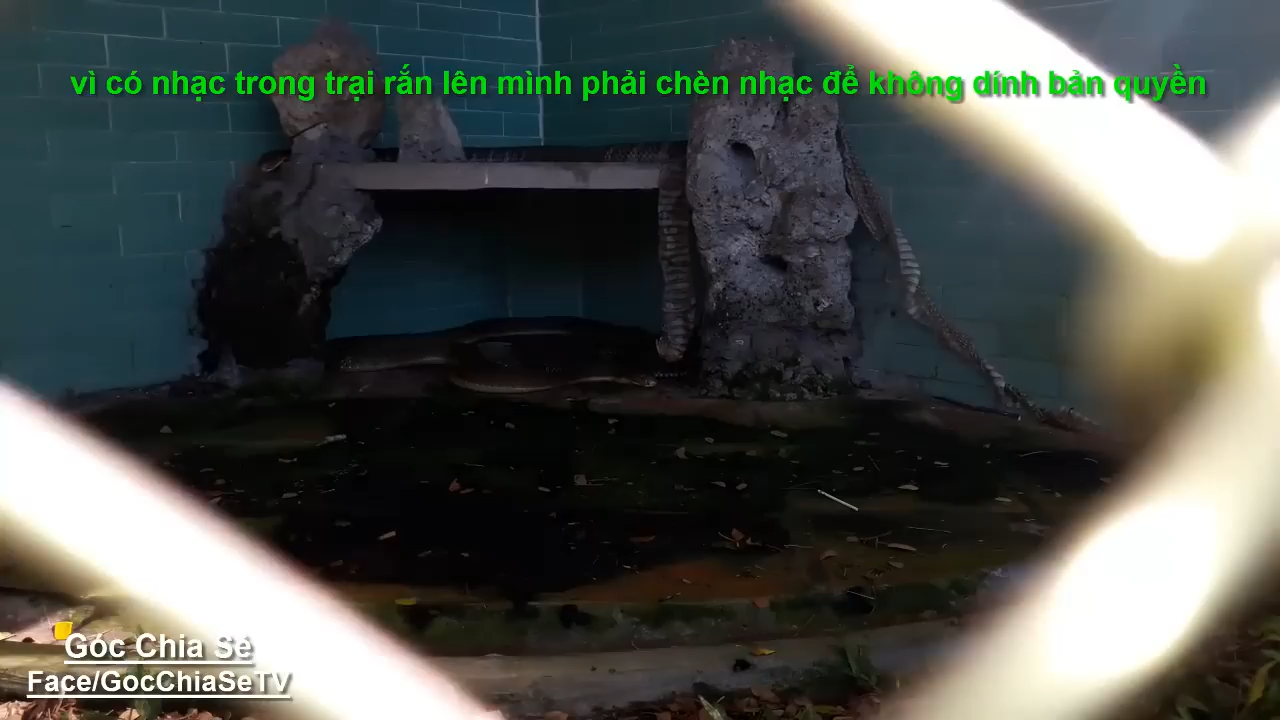 vì có nhạc trong trại rắn lên mình phải chèn nhạc để không dính bản quyền
Góc Chia Sẻ
Face/GocChiaSeTV